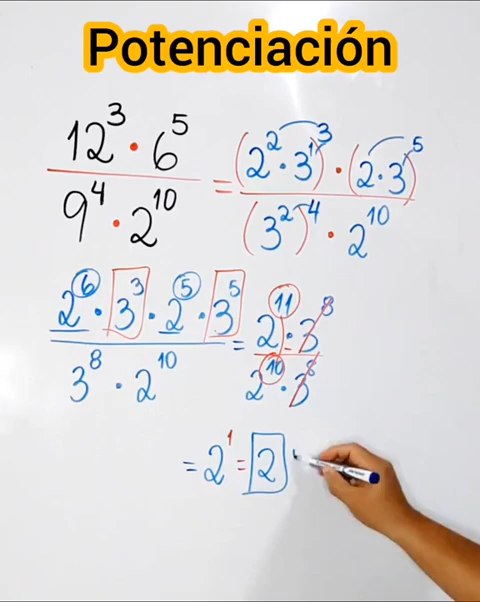 Potenciación
12³ · 6⁵ / 9⁴ · 2¹⁰ = (2² · 3¹)³ · (2 · 3)⁵ / (3²)⁴ · 2¹⁰
2⁶ · 3³ · 2⁵ · 3⁵ / 3⁸ · 2¹⁰ = 2¹¹ · 3⁸ / 2¹⁰ · 3⁸
= 2¹ = 2